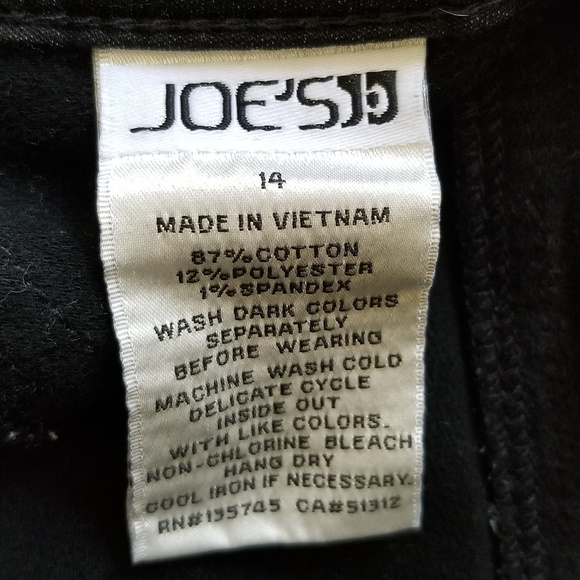 JOE'S
14
MADE IN VIETNAM
87%COTTON
12%POLYESTER
1%SPANDEX
WASH DARK COLORS
SEPARATELY
BEFORE WEARING
MACHINE WASH COLD
DELICATE CYCLE
INSIDE OUT
WITH LIKE COLORS.
NON-CHLORINE BLEACH
HANG DRY
COOL IRON IF NECESSARY.
RN#135745 CA#51312